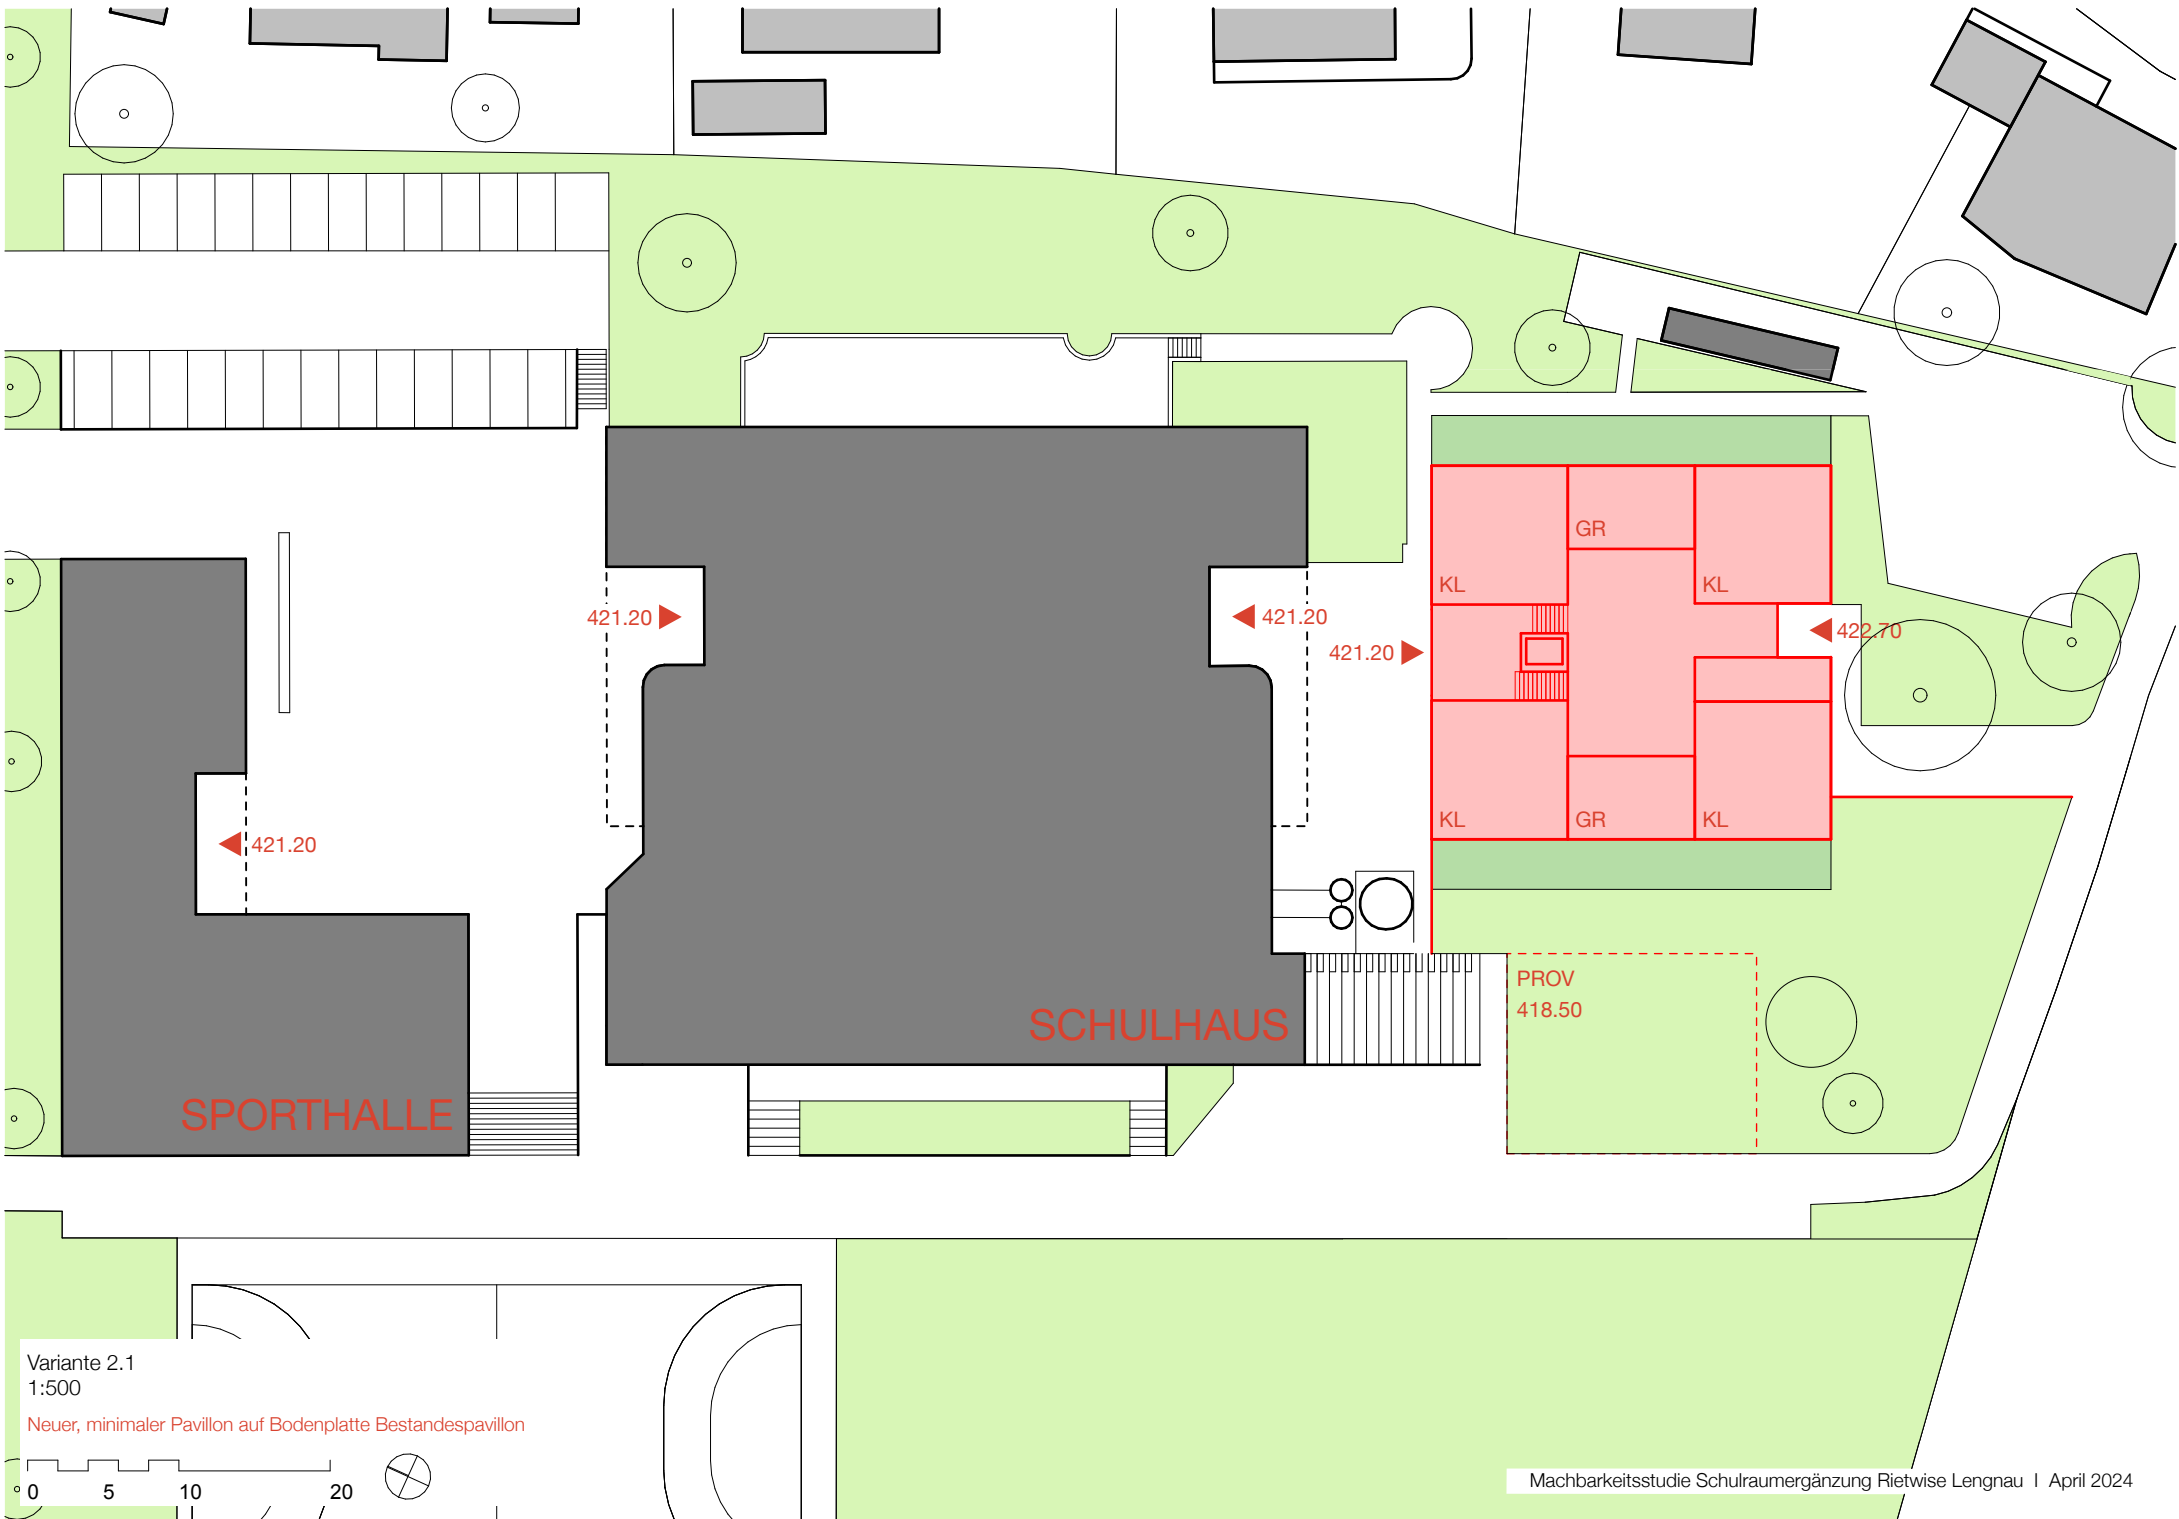 GR
KL
KL
421.20
421.20
422.70
421.20
KL
GR
KL
421.20
PROV
418.50
SCHULHAUS
SPORTHALLE
Variante 2.1
1:500
Neuer, minimaler Pavillon auf Bodenplatte Bestandespavillon
0 5 10 20
Machbarkeitsstudie Schulraumergänzung Rietwise Lengnau I April 2024